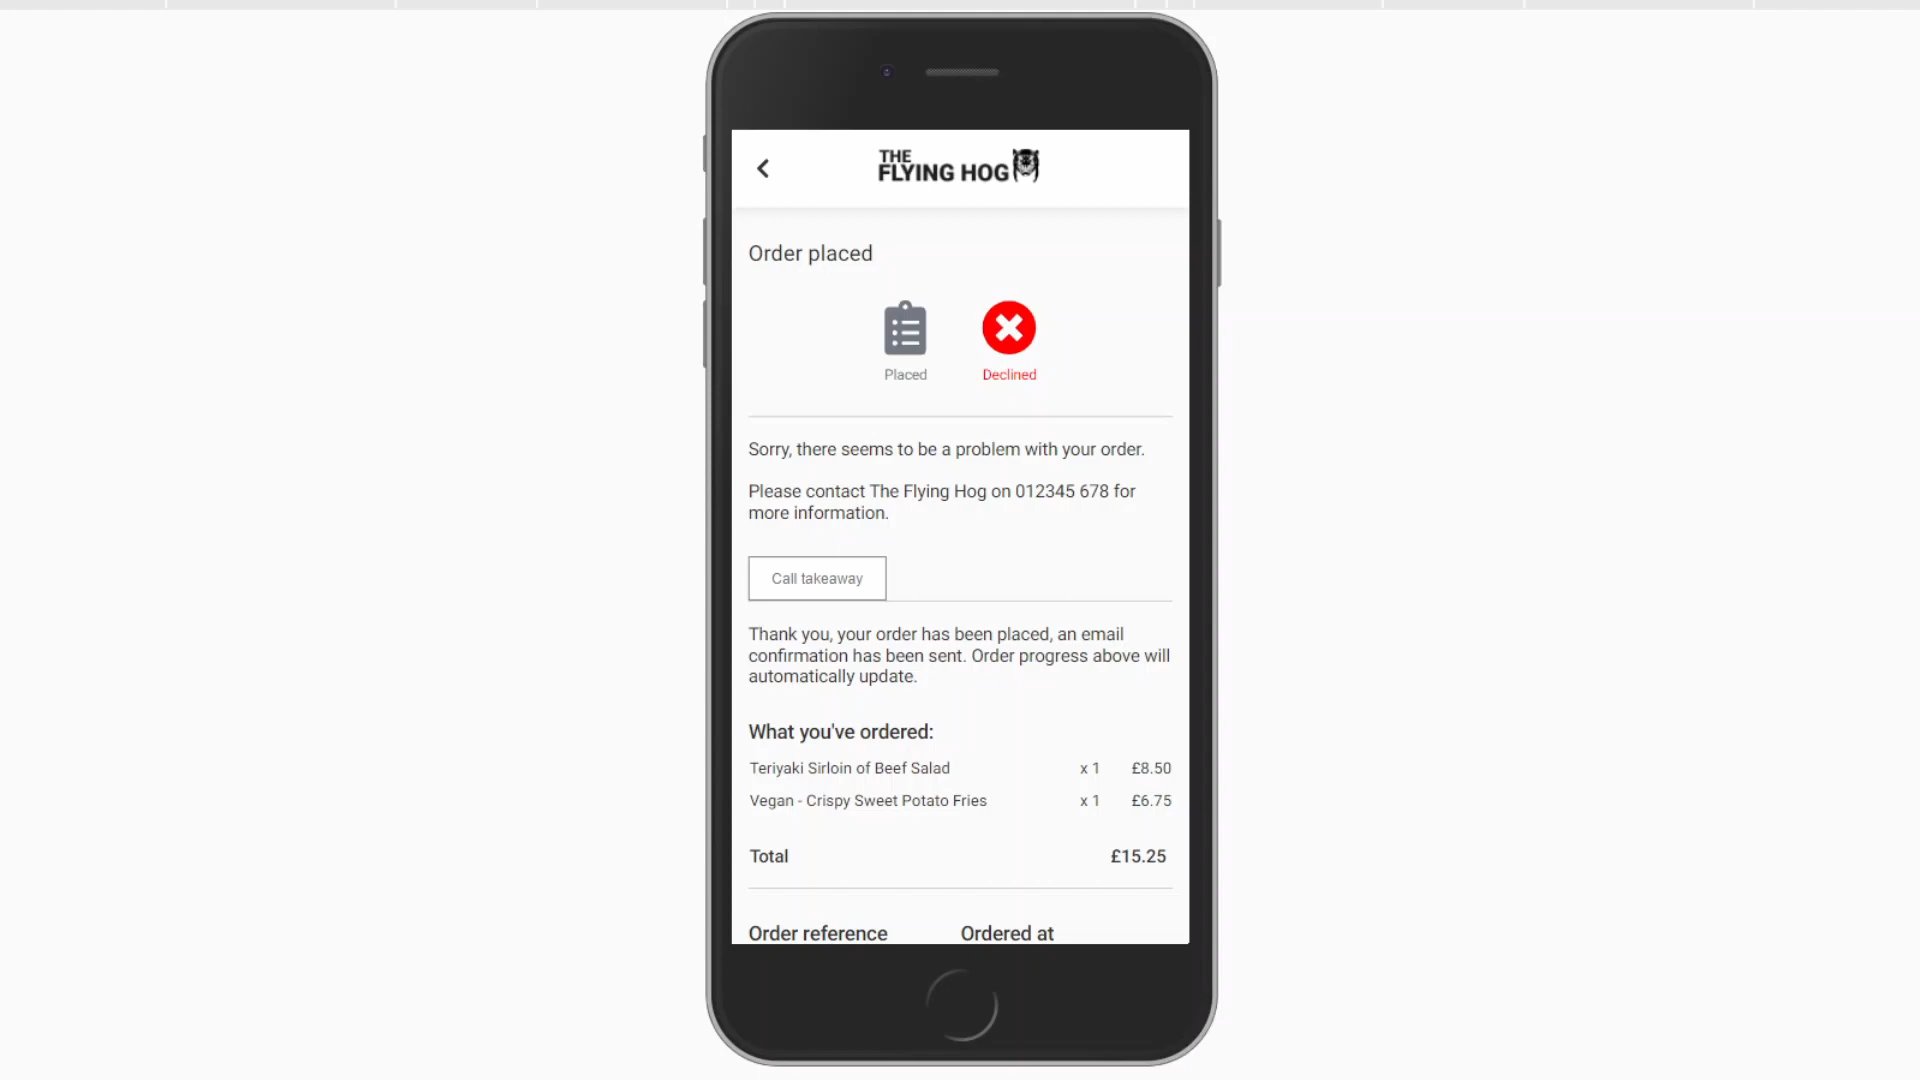 THE
FLYING HOG
Order placed
Placed Declined
Sorry, there seems to be a problem with your order.
Please contact The Flying Hog on 012345 678 for
more information.
Call takeaway
Thank you, your order has been placed, an email
confirmation has been sent. Order progress above will
automatically update.
What you've ordered:
Teriyaki Sirloin of Beef Salad x 1 £8.50
Vegan - Crispy Sweet Potato Fries x 1 £6.75
Total £15.25
Order reference Ordered at